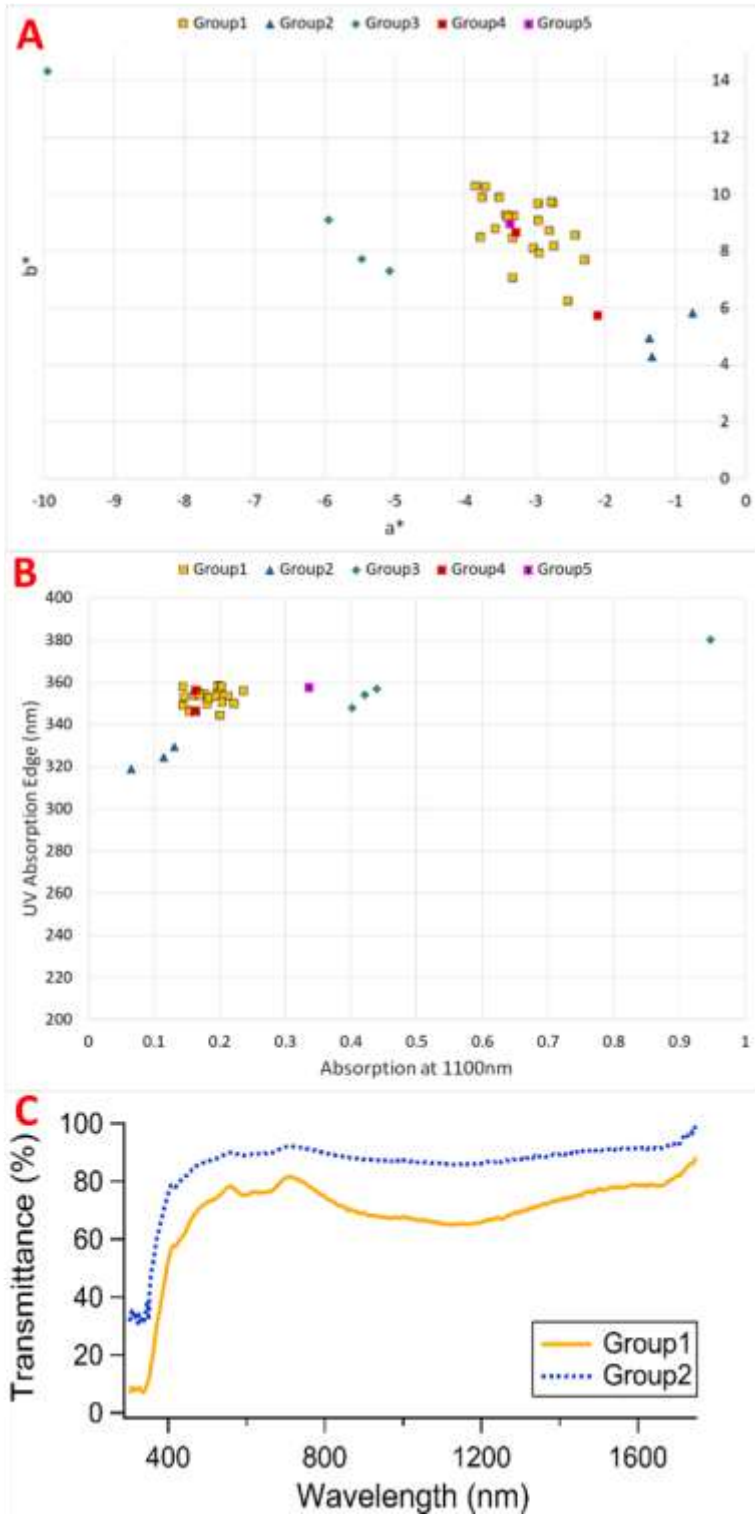 A
Group1 Group2 Group3 Group4 Group5
14
12
10
8
6
4
2
0
b*
-10 -9 -8 -7 -6 -5 -4 -3 -2 -1 0
a*
B
Group1 Group2 Group3 Group4 Group5
400
380
360
340
320
300
280
260
240
220
200
UV Absorption Edge (nm)
0 0.1 0.2 0.3 0.4 0.5 0.6 0.7 0.8 0.9 1
Absorption at 1100nm
C
100
80
60
40
20
0
Transmittance (%)
Group1
Group2
400 800 1200 1600
Wavelength (nm)